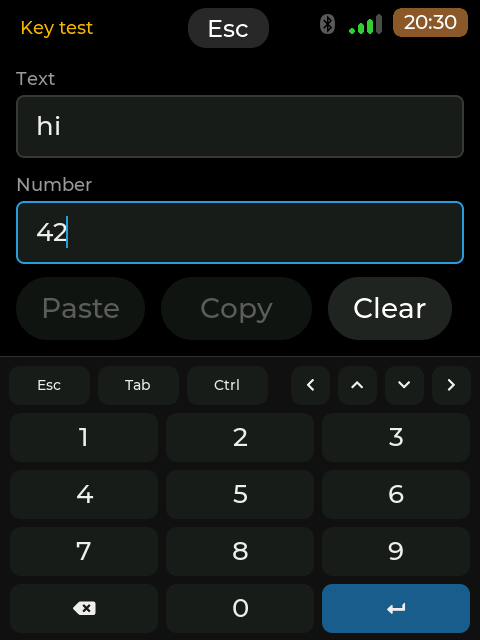 Key test
Esc
20:30
Text
hi
Number
42
Paste Copy Clear
Esc Tab Ctrl
1 2 3
4 5 6
7 8 9
0